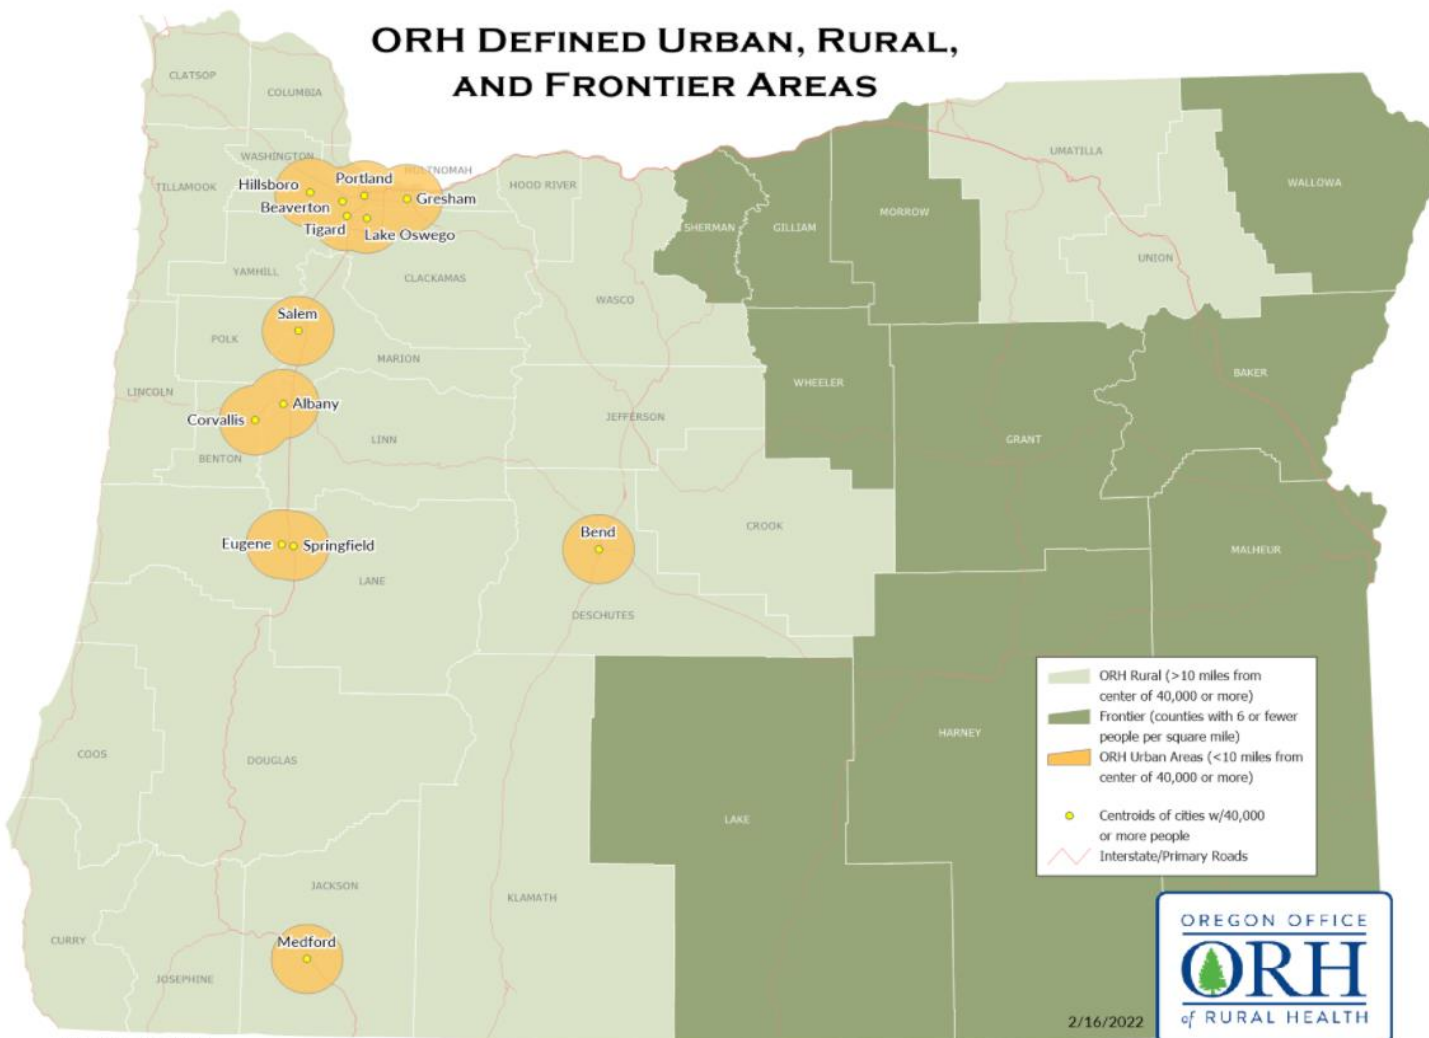 ORH DEFINED URBAN, RURAL,
AND FRONTIER AREAS
CLATSOP
COLUMBIA
WASHINGTON
MULTNOMAH
TILLAMOOK
Hillsboro
Portland
Beaverton
Gresham
Tigard
Lake Oswego
HOOD RIVER
UMATILLA
WALLOWA
SHERMAN
GILLIAM
MORROW
UNION
YAMHILL
CLACKAMAS
WASCO
Salem
POLK
MARION
WHEELER
BAKER
LINCOLN
Albany
Corvallis
JEFFERSON
LINN
GRANT
BENTON
Bend
CROOK
Eugene
Springfield
MALHEUR
LANE
DESCHUTES
COOS
DOUGLAS
HARNEY
LAKE
JACKSON
KLAMATH
CURRY
Medford
JOSEPHINE
ORH Rural (>10 miles from
center of 40,000 or more)
Frontier (counties with 6 or fewer
people per square mile)
ORH Urban Areas (<10 miles from
center of 40,000 or more)
Centroids of cities w/40,000
or more people
Interstate/Primary Roads
OREGON OFFICE
ORH
of RURAL HEALTH
2/16/2022